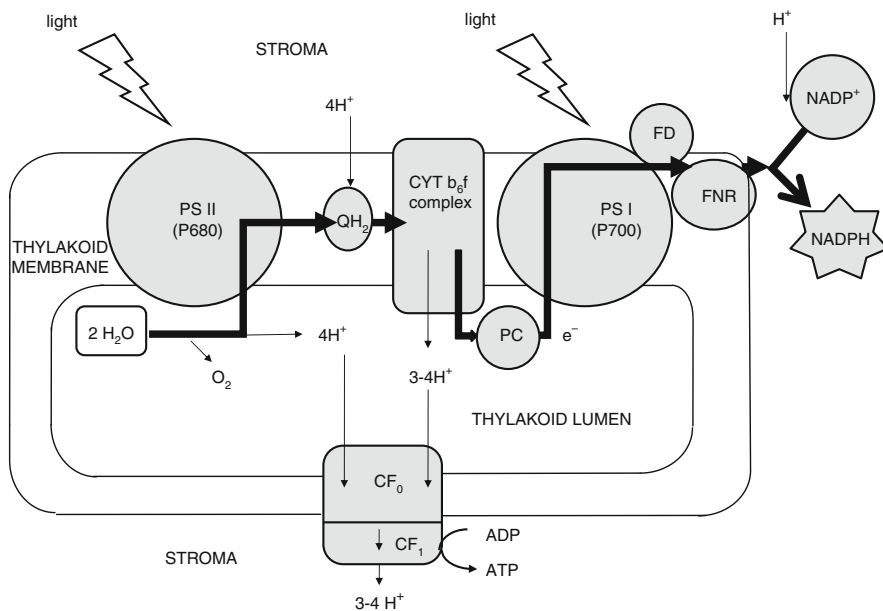 light
light
STROMA
H⁺
4H⁺
NADP⁺
FD
CYT b₆f
complex
PS II
(P680)
QH₂
PS I
(P700)
FNR
THYLAKOID
MEMBRANE
NADPH
2 H₂O
4H⁺
PC
e⁻
O₂
3-4H⁺
THYLAKOID LUMEN
CF₀
STROMA
CF₁
ADP
ATP
3-4 H⁺